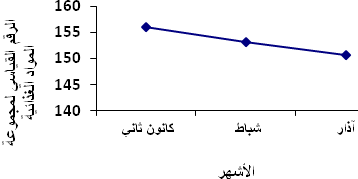 160
155
150
145
140
الرقم القياسي لمجموعة
المواد الغذائية
كانون ثاني
شباط
آذار
الأشهر